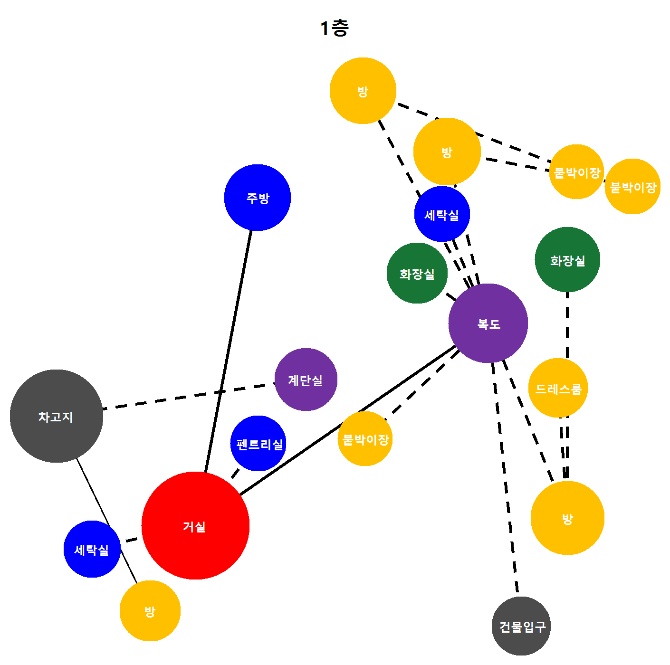 1층
방
방
붙박이장
붙박이장
주방
세탁실
화장실
화장실
복도
계단실
드레스룸
차고지
붙박이장
펜트리실
거실
방
세탁실
방
건물입구